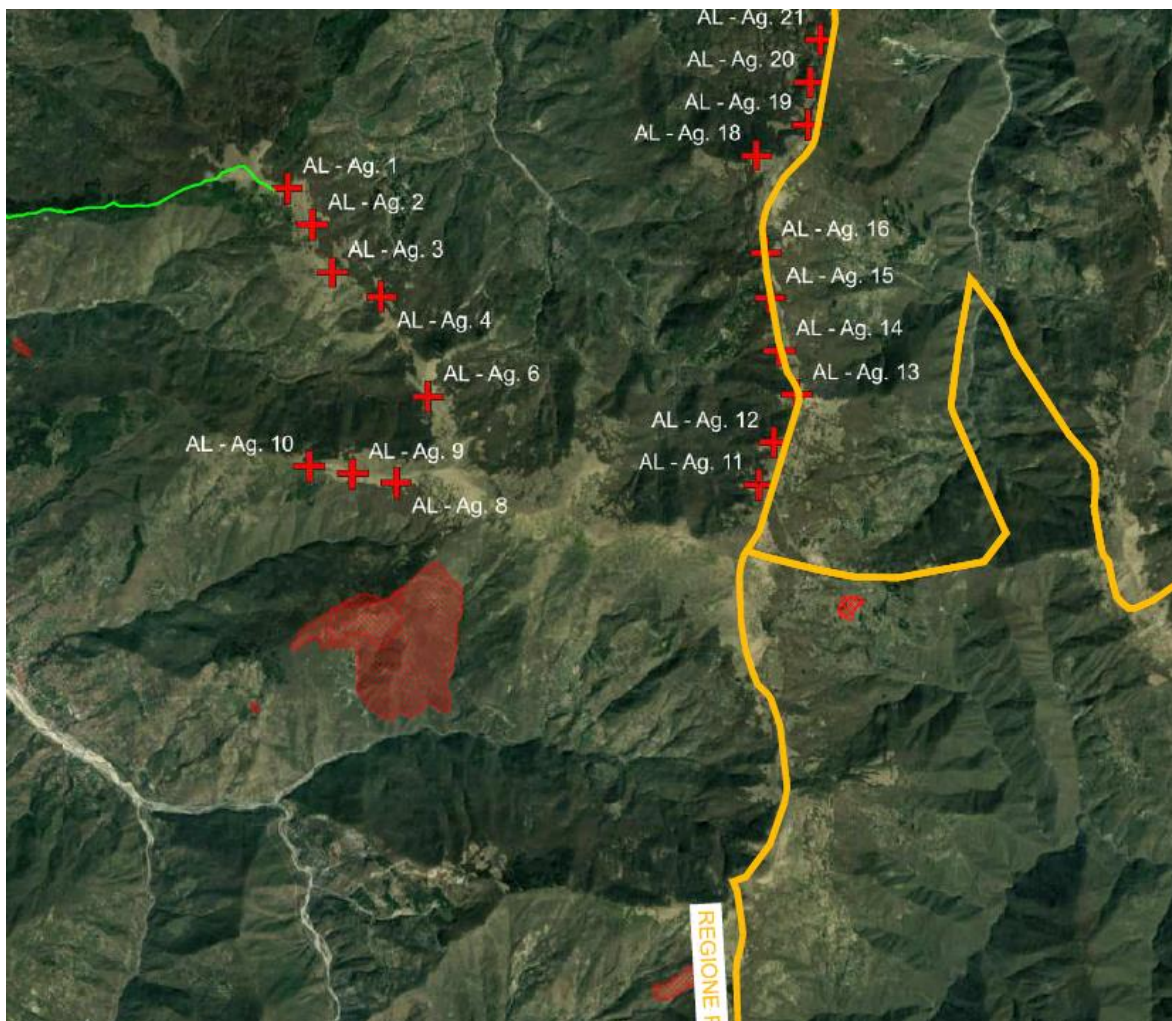 AL - Ag. 21
AL - Ag. 20
AL - Ag. 19
AL - Ag. 18
AL - Ag. 1
AL - Ag. 2
AL - Ag. 3
AL - Ag. 4
AL - Ag. 16
AL - Ag. 15
AL - Ag. 14
AL - Ag. 13
AL - Ag. 6
AL - Ag. 12
AL - Ag. 11
AL - Ag. 10
AL - Ag. 9
AL - Ag. 8
REGIONE